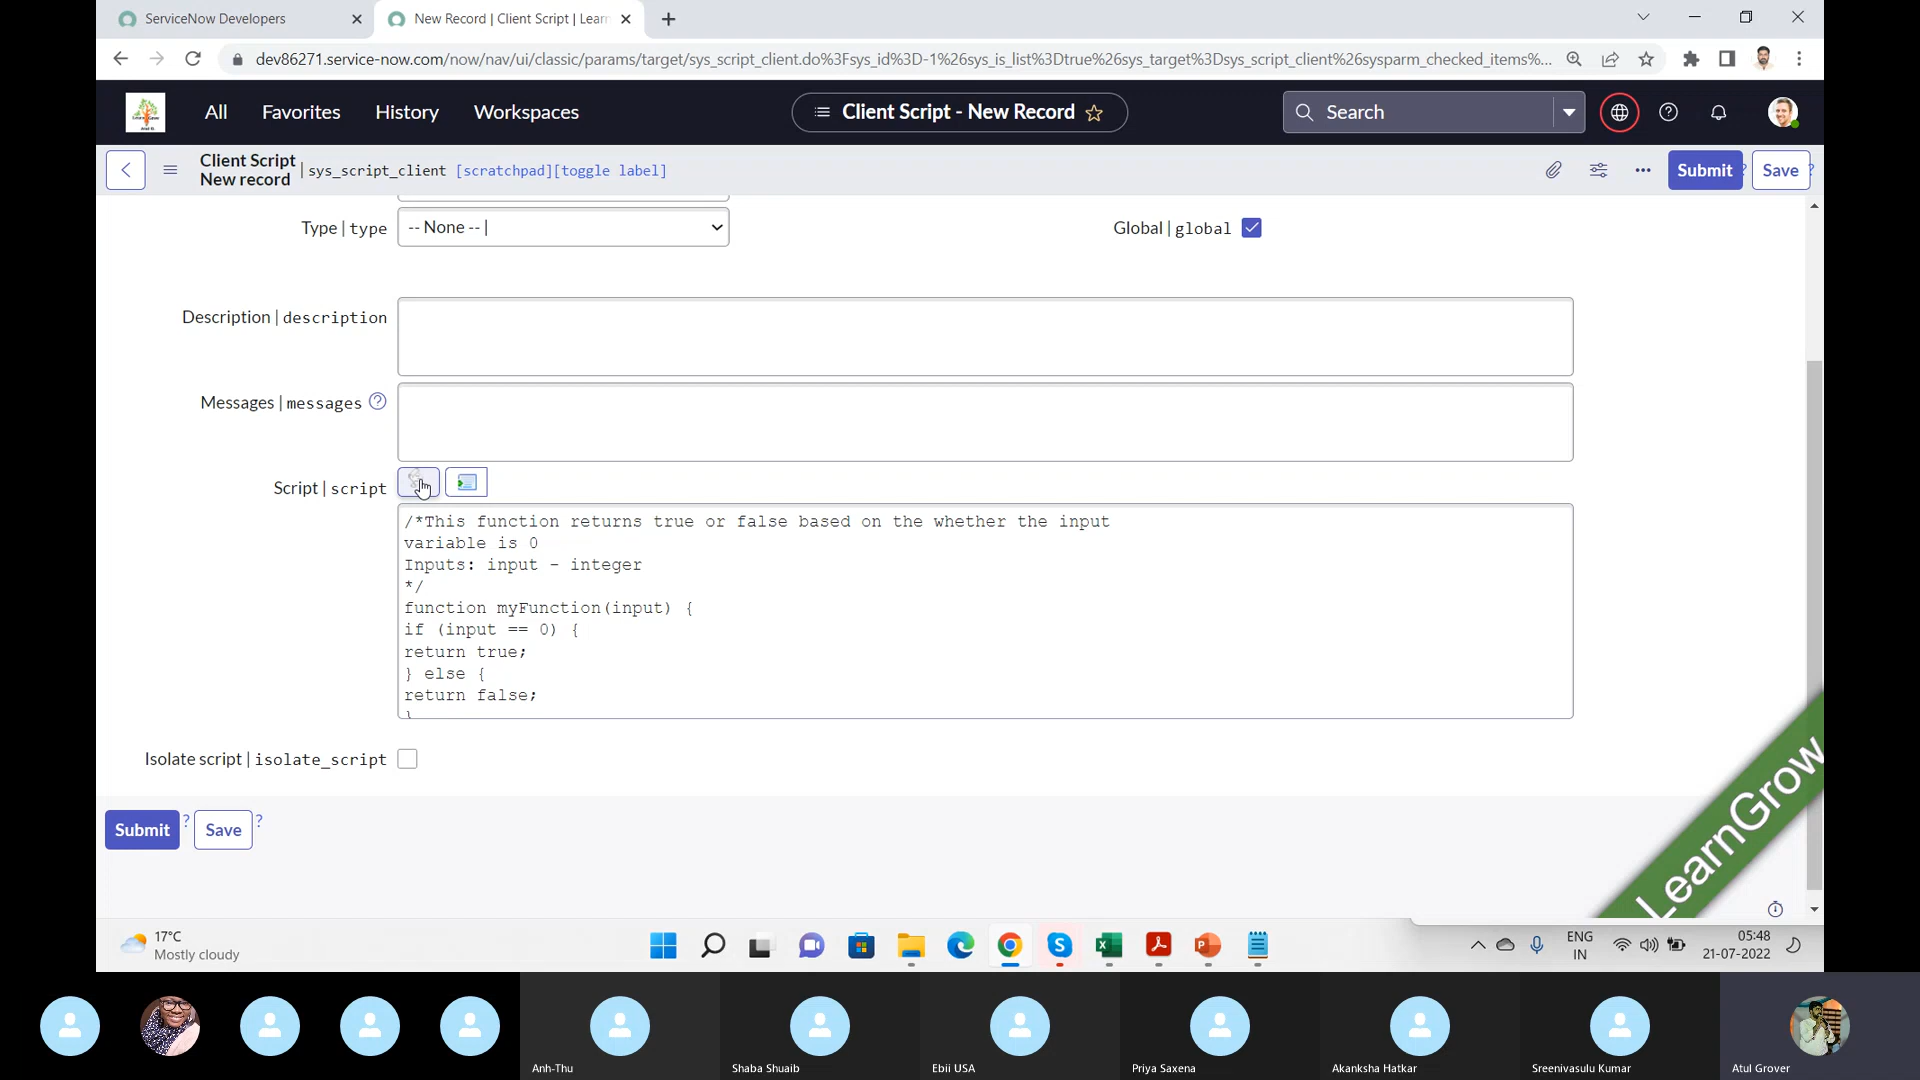 ServiceNow Developers
New Record | Client Script | Learn
dev86271.service-now.com/now/nav/ui/classic/params/target/sys_script_client.do%3Fsys_id%3D-1%26sys_is_list%3Dtrue%26sys_target%3Dsys_script_client%26sysparm_checked_items%...
All
Favorites
History
Workspaces
Client Script - New Record
Search
Client Script
New record
| sys_script_client [scratchpad][toggle label]
Submit
?
Save
?
Type | type
-- None -- |
Global | global
Description | description
Messages | messages
Script | script
/*This function returns true or false based on the whether the input
variable is 0
Inputs: input - integer
*/
function myFunction(input) {
if (input == 0) {
return true;
} else {
return false;
}
Isolate script | isolate_script
Submit
?
Save
?
LearnGrow
17°C
Mostly cloudy
ENG
IN
05:48
21-07-2022
Anh-Thu
Shaba Shuaib
Ebii USA
Priya Saxena
Akanksha Hatkar
Sreenivasulu Kumar
Atul Grover